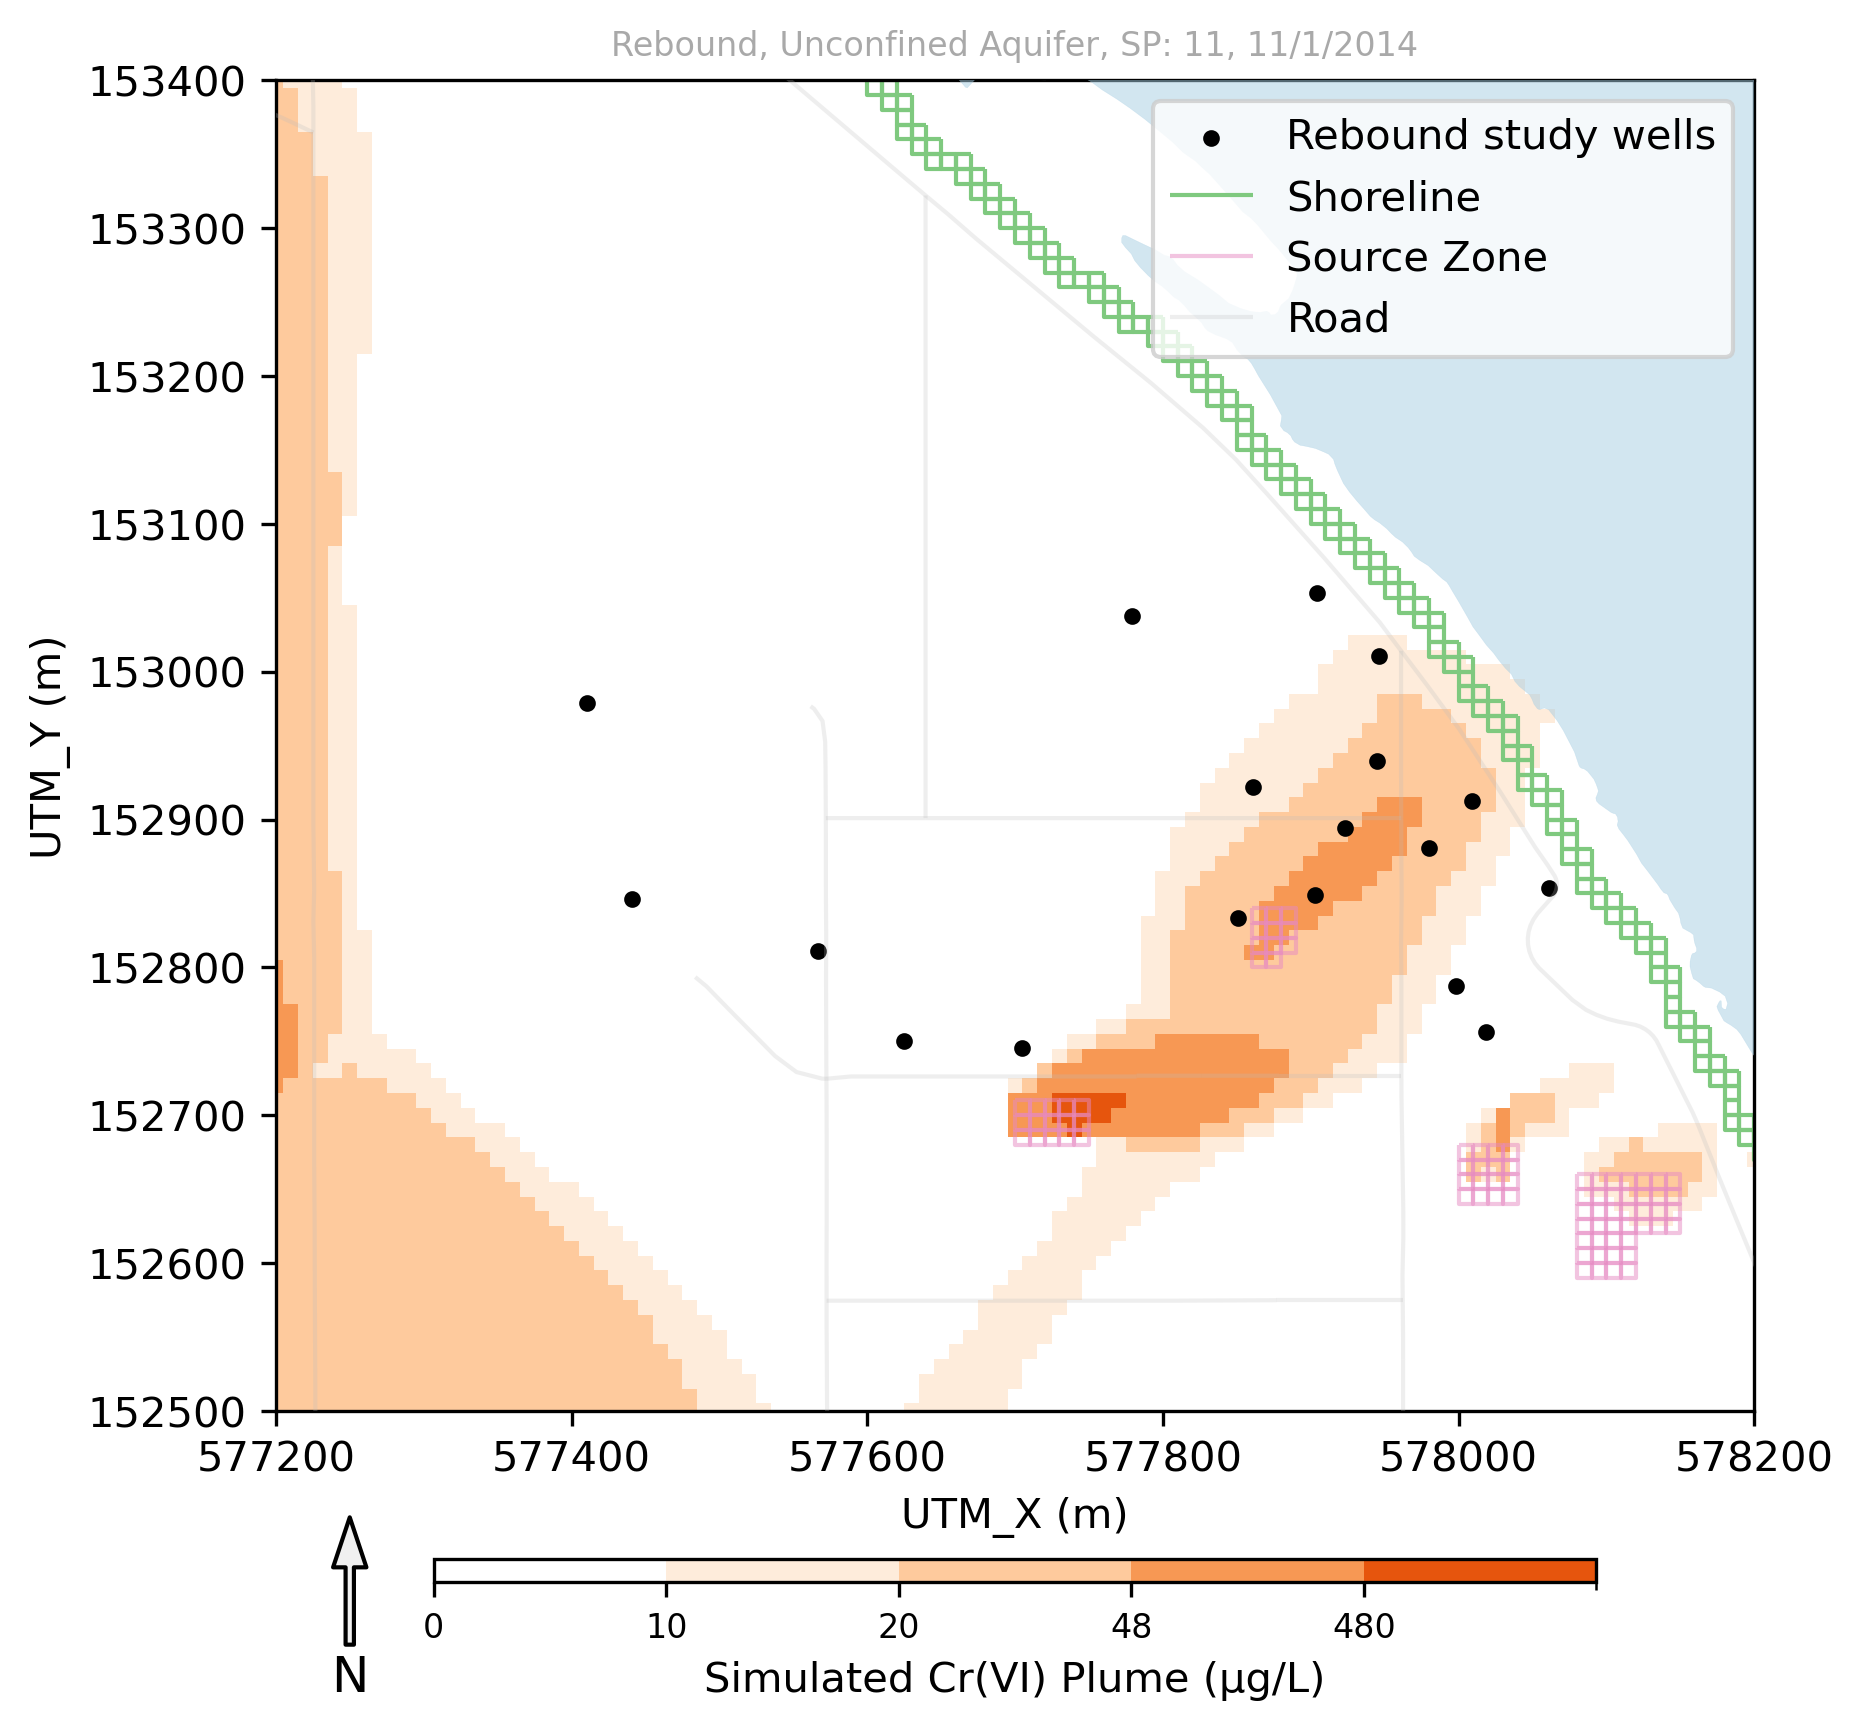 Rebound, Unconfined Aquifer, SP: 11, 11/1/2014
Rebound study wells
Shoreline
Source Zone
Road
153400
153300
153200
153100
153000
152900
152800
152700
152600
152500
UTM_Y (m)
577200 577400 577600 577800 578000 578200
UTM_X (m)
N
0 10 20 48 480
Simulated Cr(VI) Plume (µg/L)